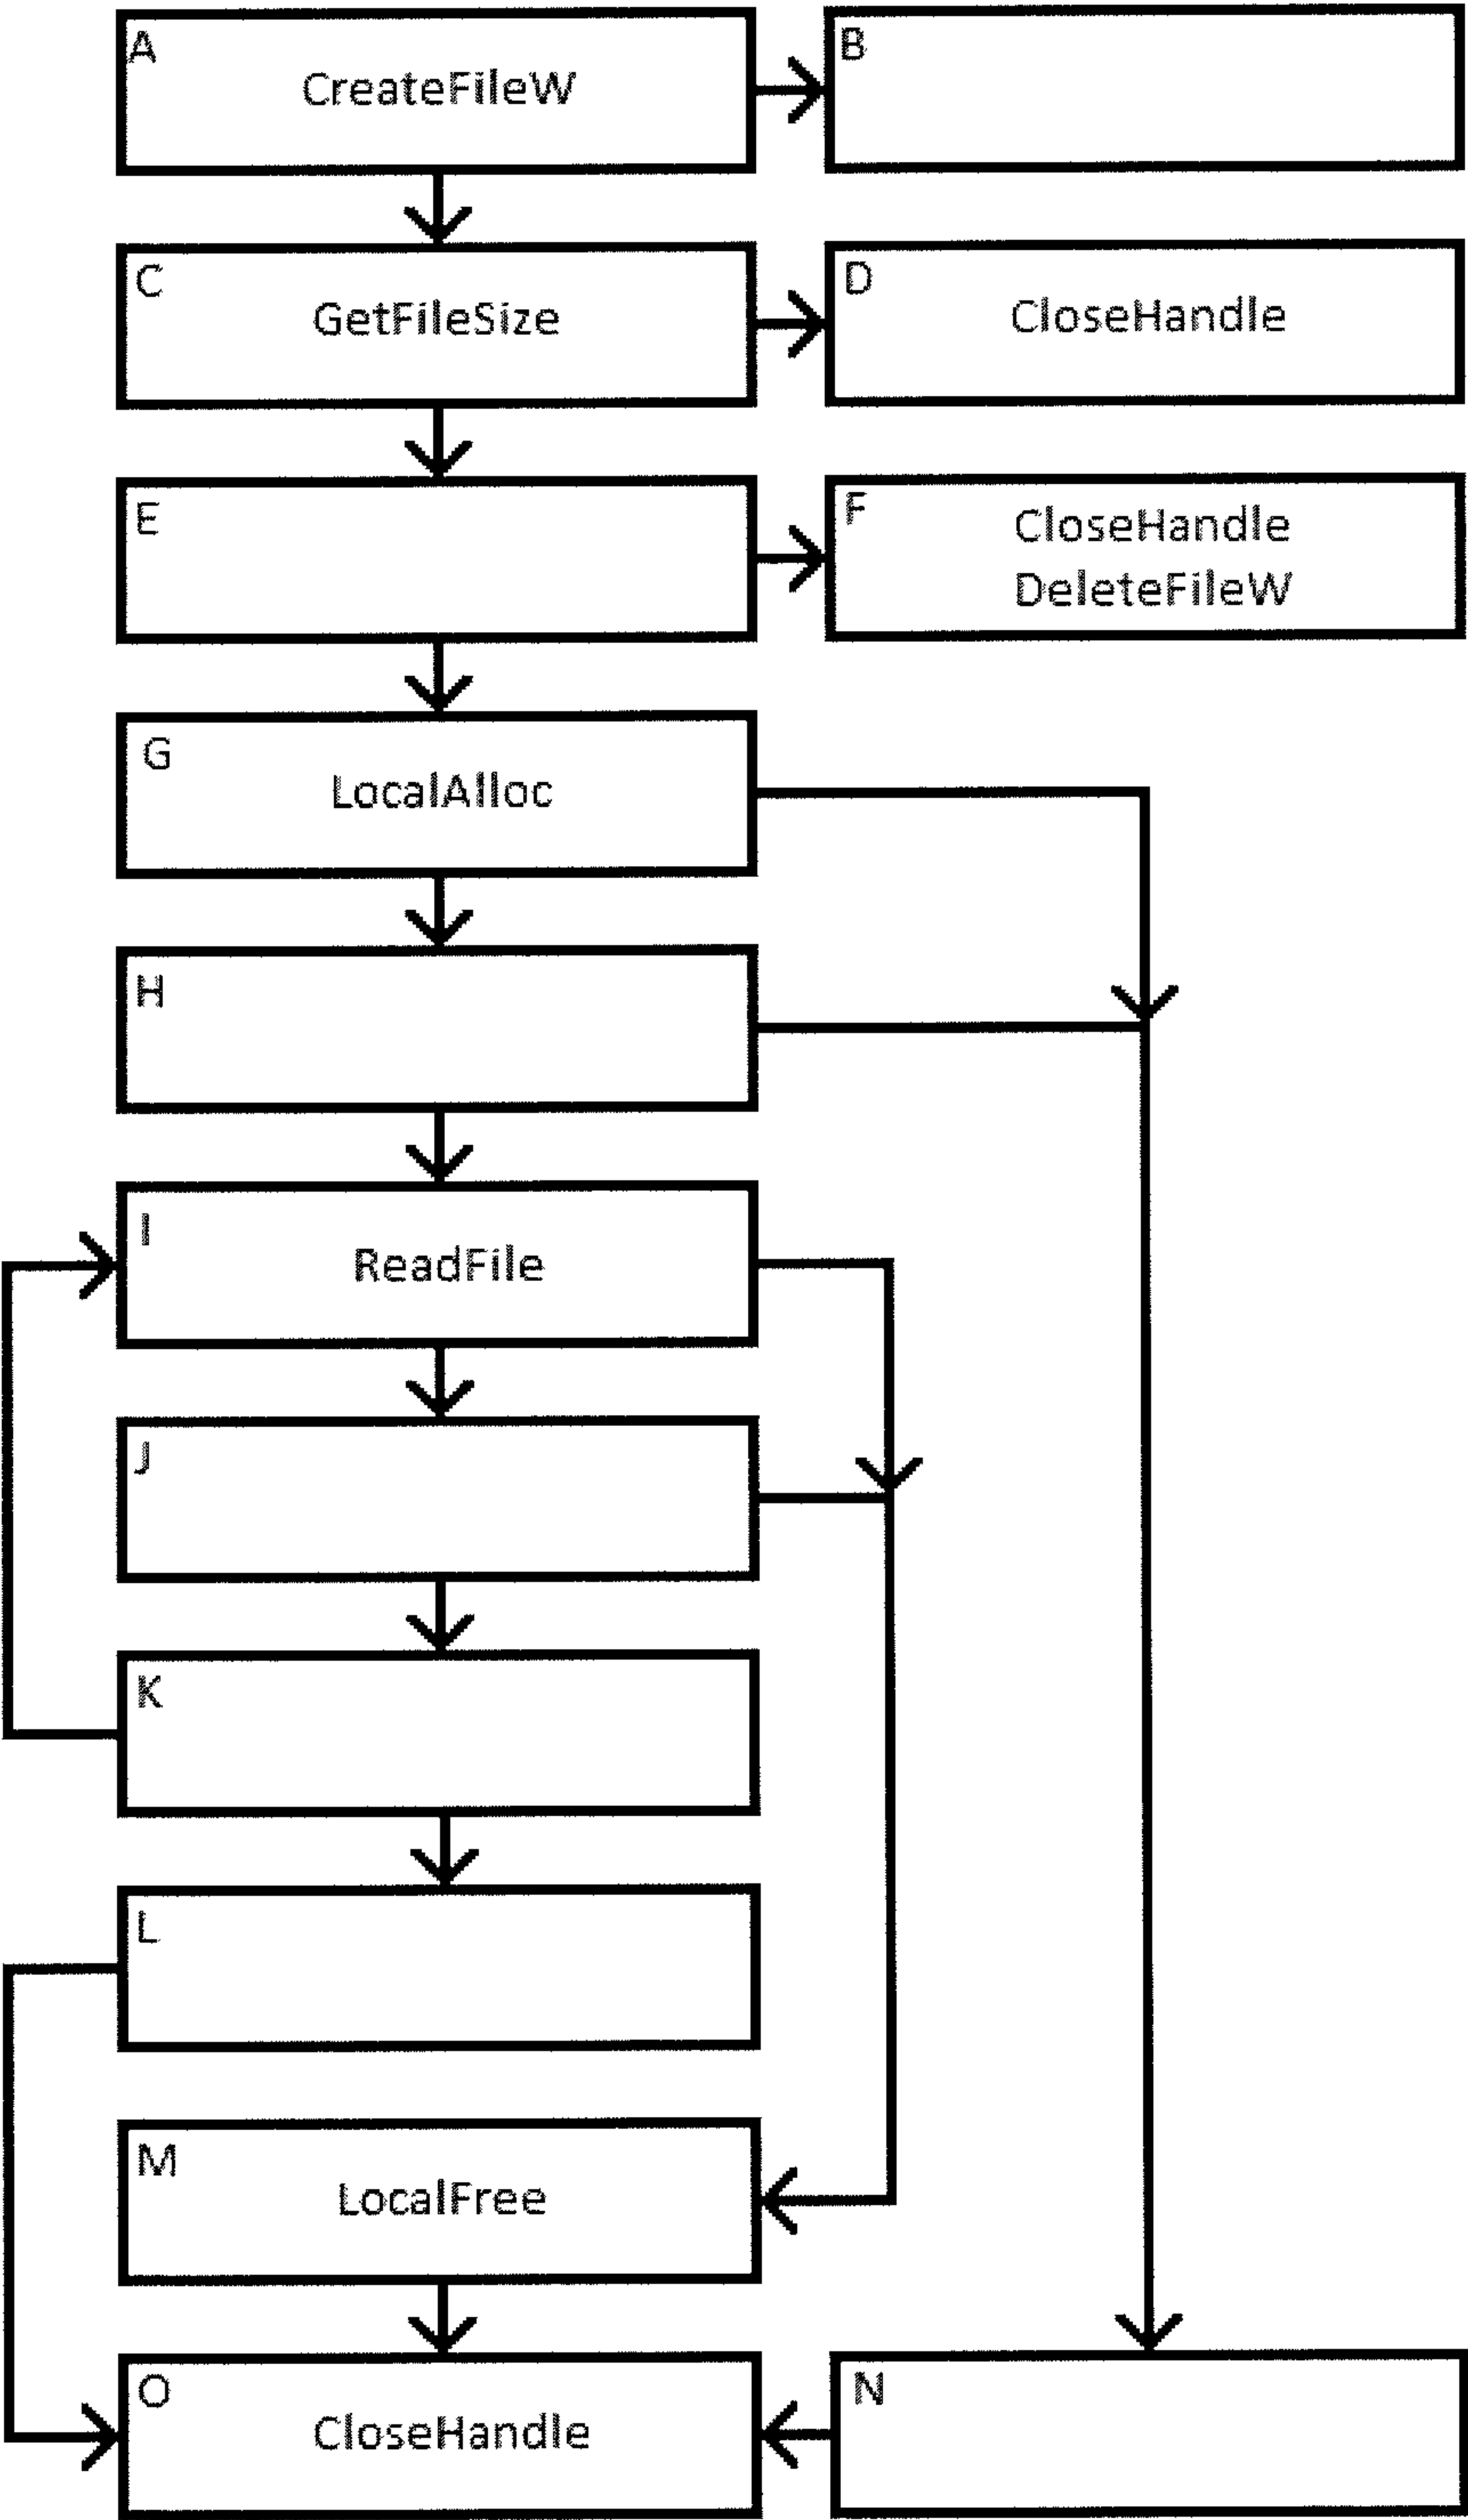 A
CreateFileW
B
C
GetFileSize
D
CloseHandle
E
F
CloseHandle
DeleteFileW
G
LocalAlloc
H
I
ReadFile
J
K
L
M
LocalFree
O
CloseHandle
N